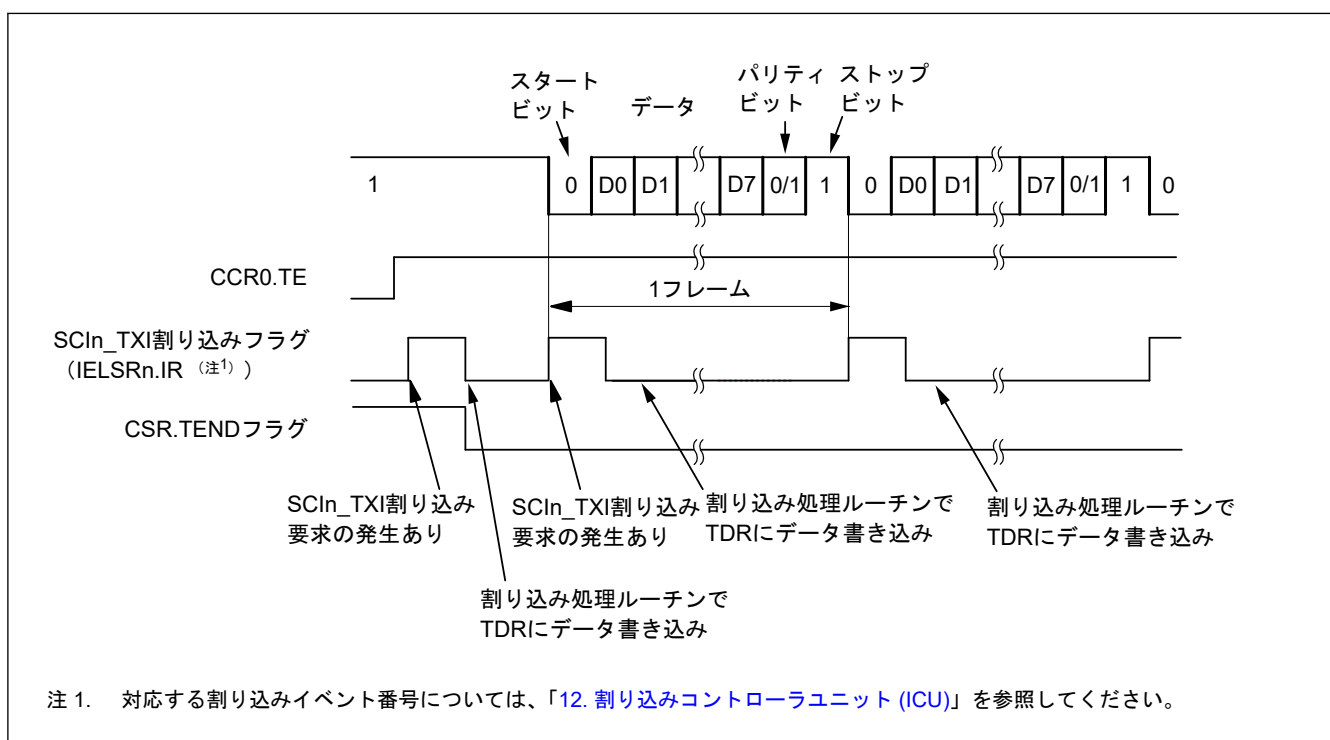 スタート
ビット
データ
パリティ
ビット
ストップ
ビット
1
0 D0 D1 D7 0/1 1 0 D0 D1 D7 0/1 1 0
CCR0.TE
1フレーム
SCIn_TXI割り込みフラグ
（IELSRn.IR （注1））
CSR.TENDフラグ
SCIn_TXI割り込み
要求の発生あり
SCIn_TXI割り込み
要求の発生あり
割り込み処理ルーチンで
TDRにデータ書き込み
割り込み処理ルーチンで
TDRにデータ書き込み
割り込み処理ルーチンで
TDRにデータ書き込み
注 1. 対応する割り込みイベント番号については、「12. 割り込みコントローラユニット (ICU)」を参照してください。